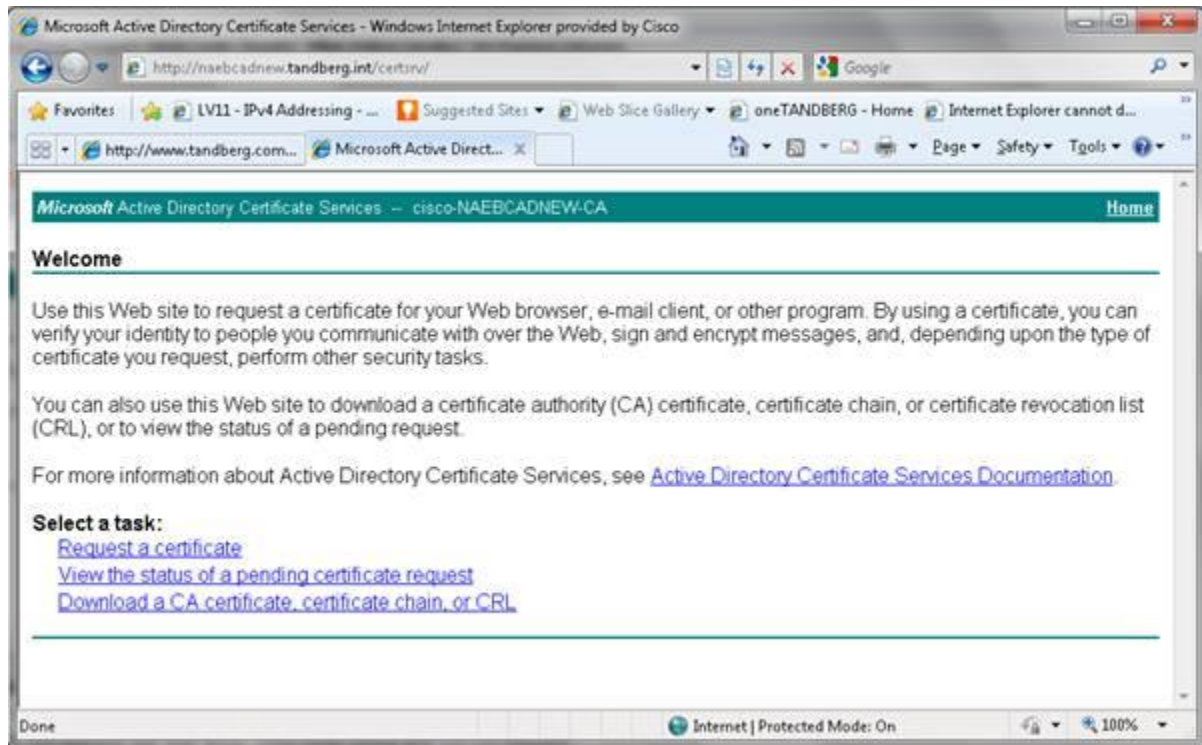 Microsoft Active Directory Certificate Services - Windows Internet Explorer provided by Cisco
http://naebcadnew.tandberg.int/certsrv/
Google
Favorites LV11 - IPv4 Addressing - ... Suggested Sites Web Slice Gallery oneTANDBERG - Home Internet Explorer cannot d...
http://www.tandberg.com... Microsoft Active Direct... Page Safety Tools
Microsoft Active Directory Certificate Services -- cisco-NAEBCADNEW-CA Home
Welcome
Use this Web site to request a certificate for your Web browser, e-mail client, or other program. By using a certificate, you can
verify your identity to people you communicate with over the Web, sign and encrypt messages, and, depending upon the type of
certificate you request, perform other security tasks.
You can also use this Web site to download a certificate authority (CA) certificate, certificate chain, or certificate revocation list
(CRL), or to view the status of a pending request.
For more information about Active Directory Certificate Services, see Active Directory Certificate Services Documentation.
Select a task:
Request a certificate
View the status of a pending certificate request
Download a CA certificate, certificate chain, or CRL
Done Internet | Protected Mode: On 100%